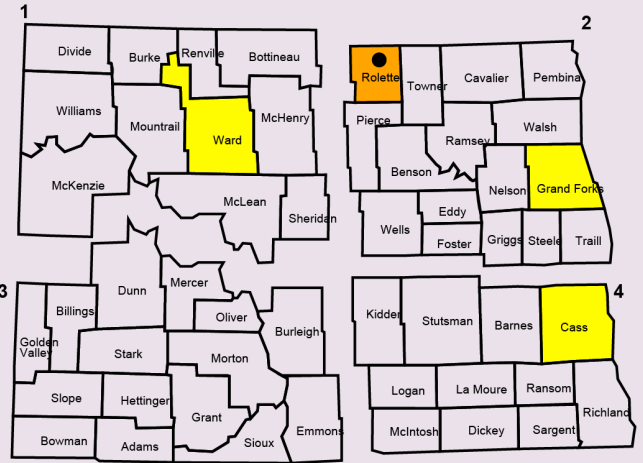 1
Divide
Burke
Renville
Bottineau
Williams
Mountrail
Ward
McHenry
McKenzie
McLean
Sheridan
2
Rolette
Towner
Cavalier
Pembina
Pierce
Ramsey
Walsh
Benson
Nelson
Grand Forks
Wells
Eddy
Foster
Griggs
Steele
Traill
3
Dunn
Mercer
Oliver
Burleigh
Billings
Golden
Valley
Stark
Morton
Slope
Hettinger
Grant
Bowman
Adams
Sioux
Emmons
4
Kidder
Stutsman
Barnes
Cass
Logan
La Moure
Ransom
Richland
McIntosh
Dickey
Sargent